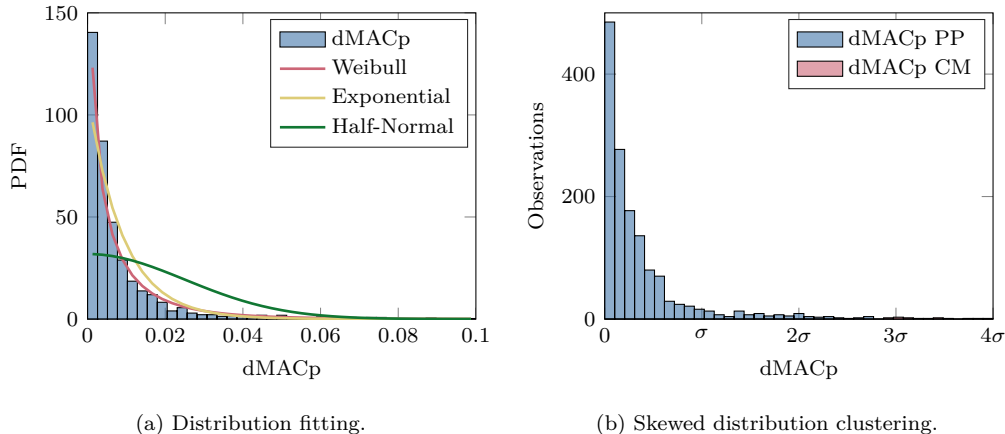 150
100
50
0
PDF
0
0.02
0.04
0.06
0.08
0.1
dMACp
dMACp
Weibull
Exponential
Half-Normal
(a) Distribution fitting.
400
200
0
Observations
σ
2σ
3σ
4σ
dMACp
dMACp PP
dMACp CM
(b) Skewed distribution clustering.